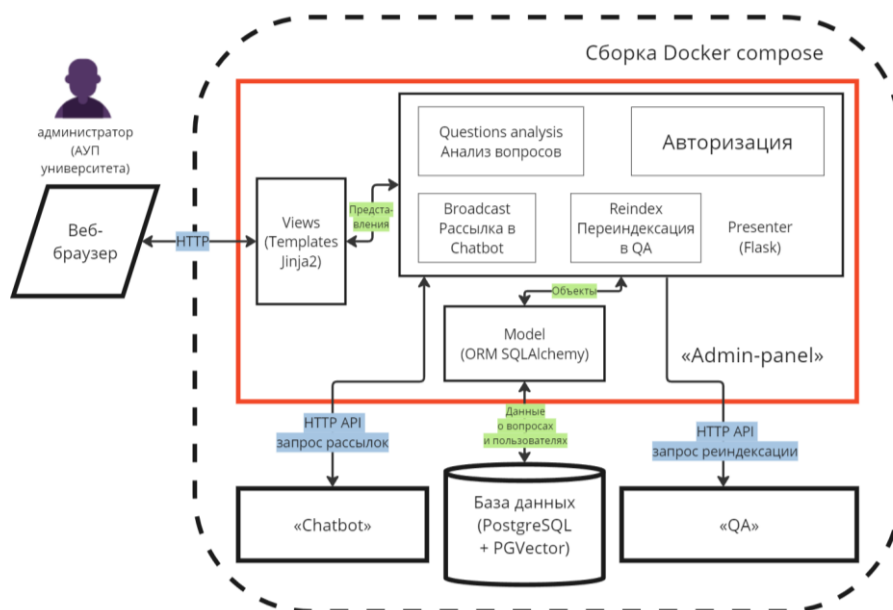 Сборка Docker compose
администратор
(АУП
университета)
Веб-
браузер
HTTP
Views
(Templates
Jinja2)
Представ-
ления
Questions analysis
Анализ вопросов
Авторизация
Broadcast
Рассылка в
Chatbot
Reindex
Переиндексация
в QA
Presenter
(Flask)
Объекты
Model
(ORM SQLAlchemy)
«Admin-panel»
HTTP API
запрос рассылок
Данные
о вопросах
и пользователях
HTTP API
запрос реиндексации
«Chatbot»
База данных
(PostgreSQL
+ PGVector)
«QA»